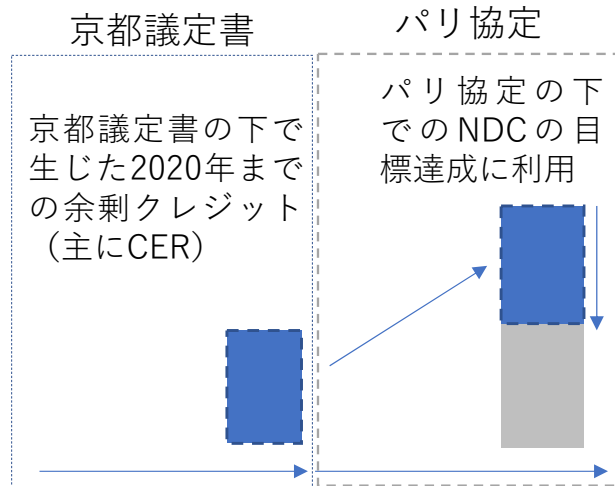 京都議定書
パリ協定
京都議定書の下で
生じた2020年まで
の余剰クレジット
（主にCER）
パリ協定の下
でのNDCの目
標達成に利用